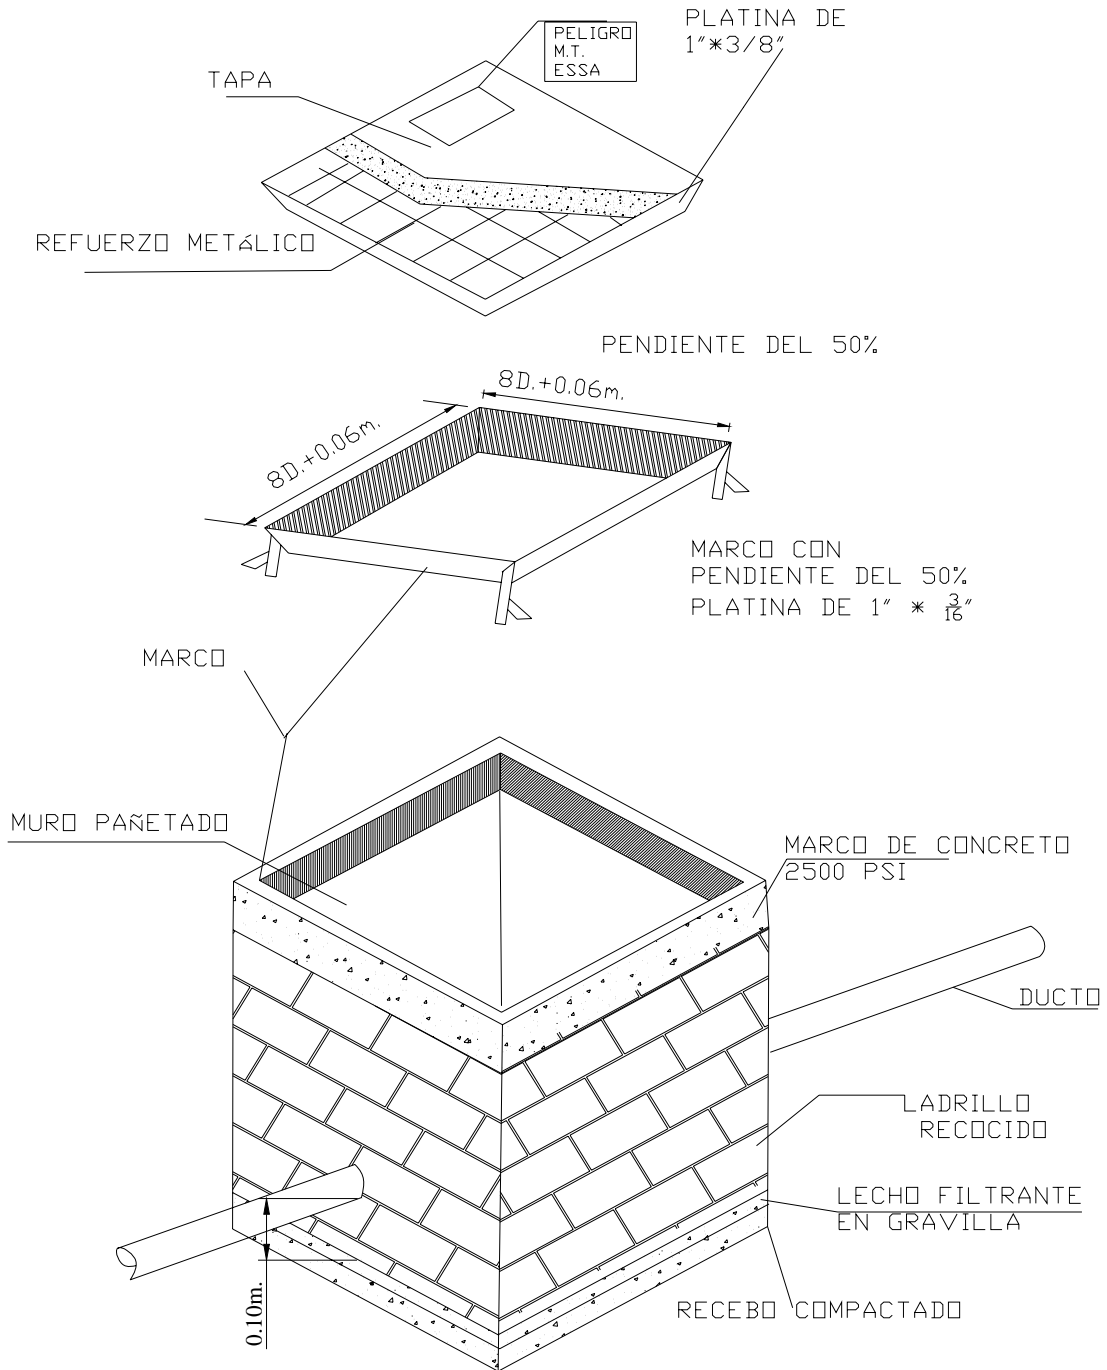 PLATINA DE
1"*3/8"
PELIGRO
M.T.
ESSA
TAPA
REFUERZO METáLICO
PENDIENTE DEL 50%
8D.+0.06m.
8D.+0.06m.
MARCO CON
PENDIENTE DEL 50%
PLATINA DE 1" * 3/16"
MARCO
MURO PAÑETADO
MARCO DE CONCRETO
2500 PSI
DUCTO
LADRILLO
RECOCIDO
LECHO FILTRANTE
EN GRAVILLA
0.10m.
RECEBO COMPACTADO